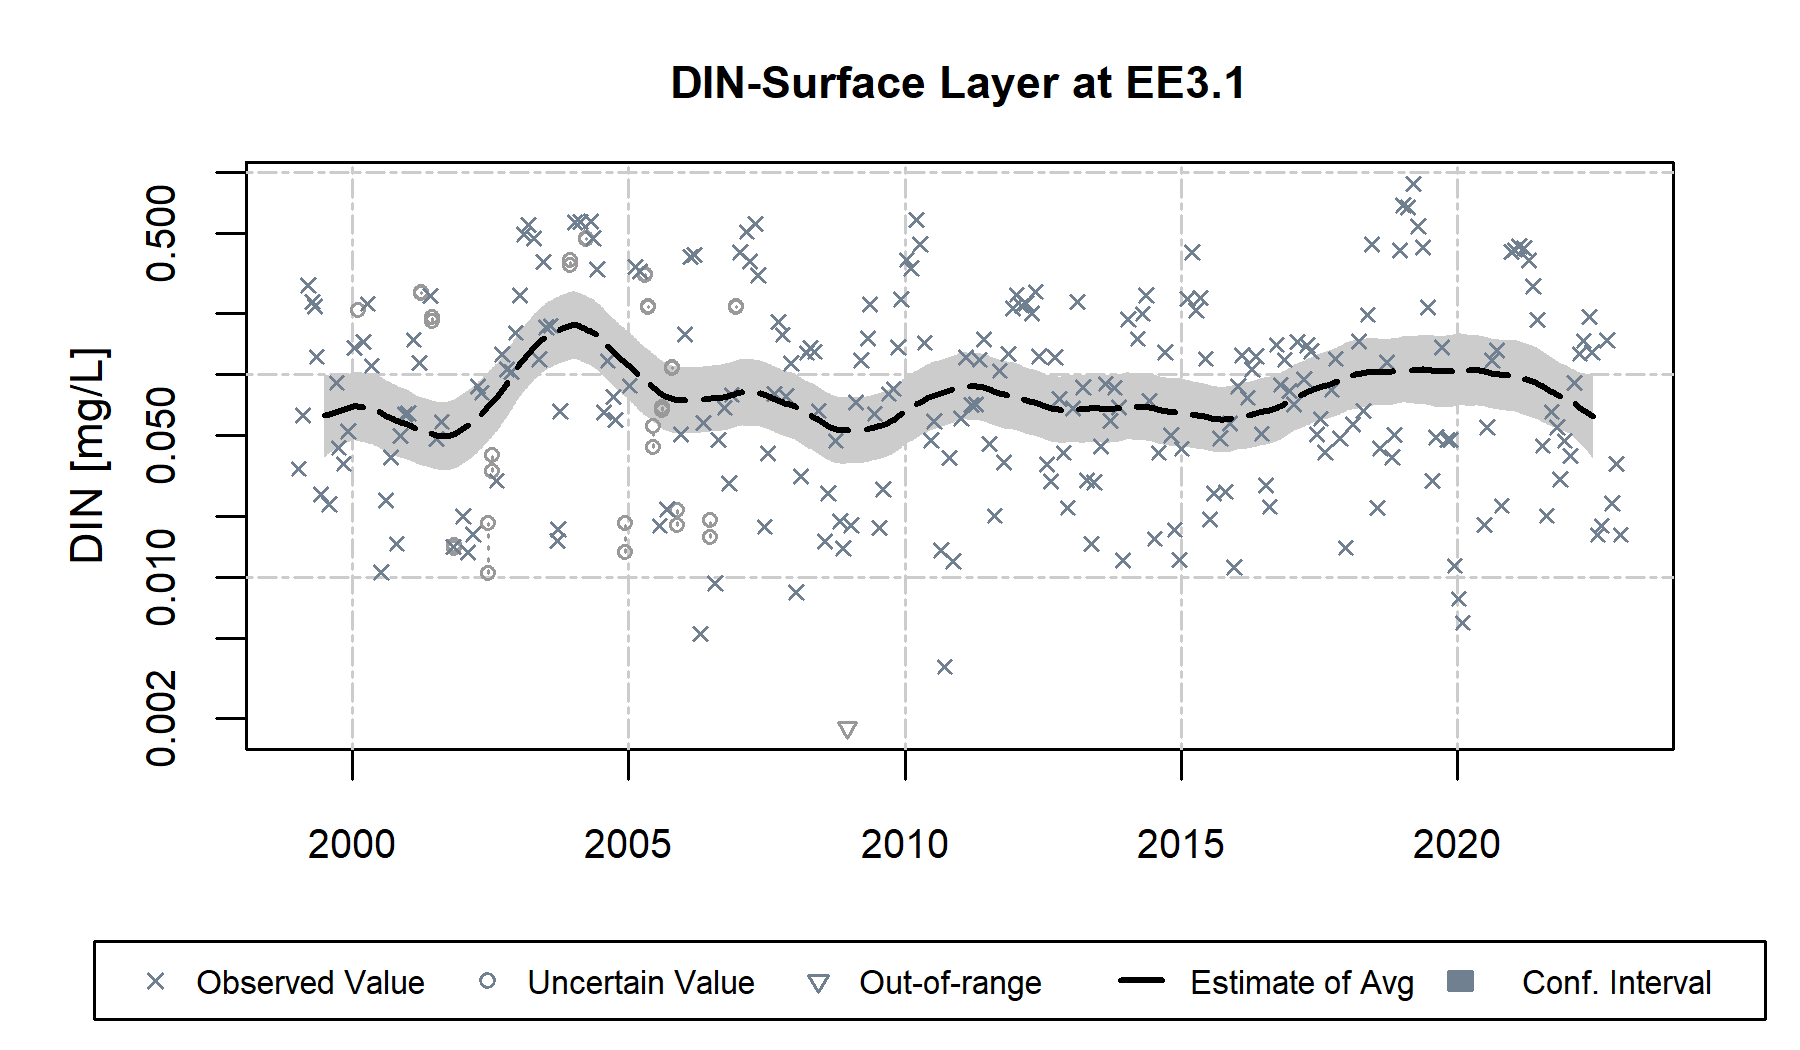 DIN-Surface Layer at EE3.1
DIN [mg/L]
0.500
0.050
0.010
0.002
2000 2005 2010 2015 2020
Observed Value Uncertain Value Out-of-range Estimate of Avg Conf. Interval